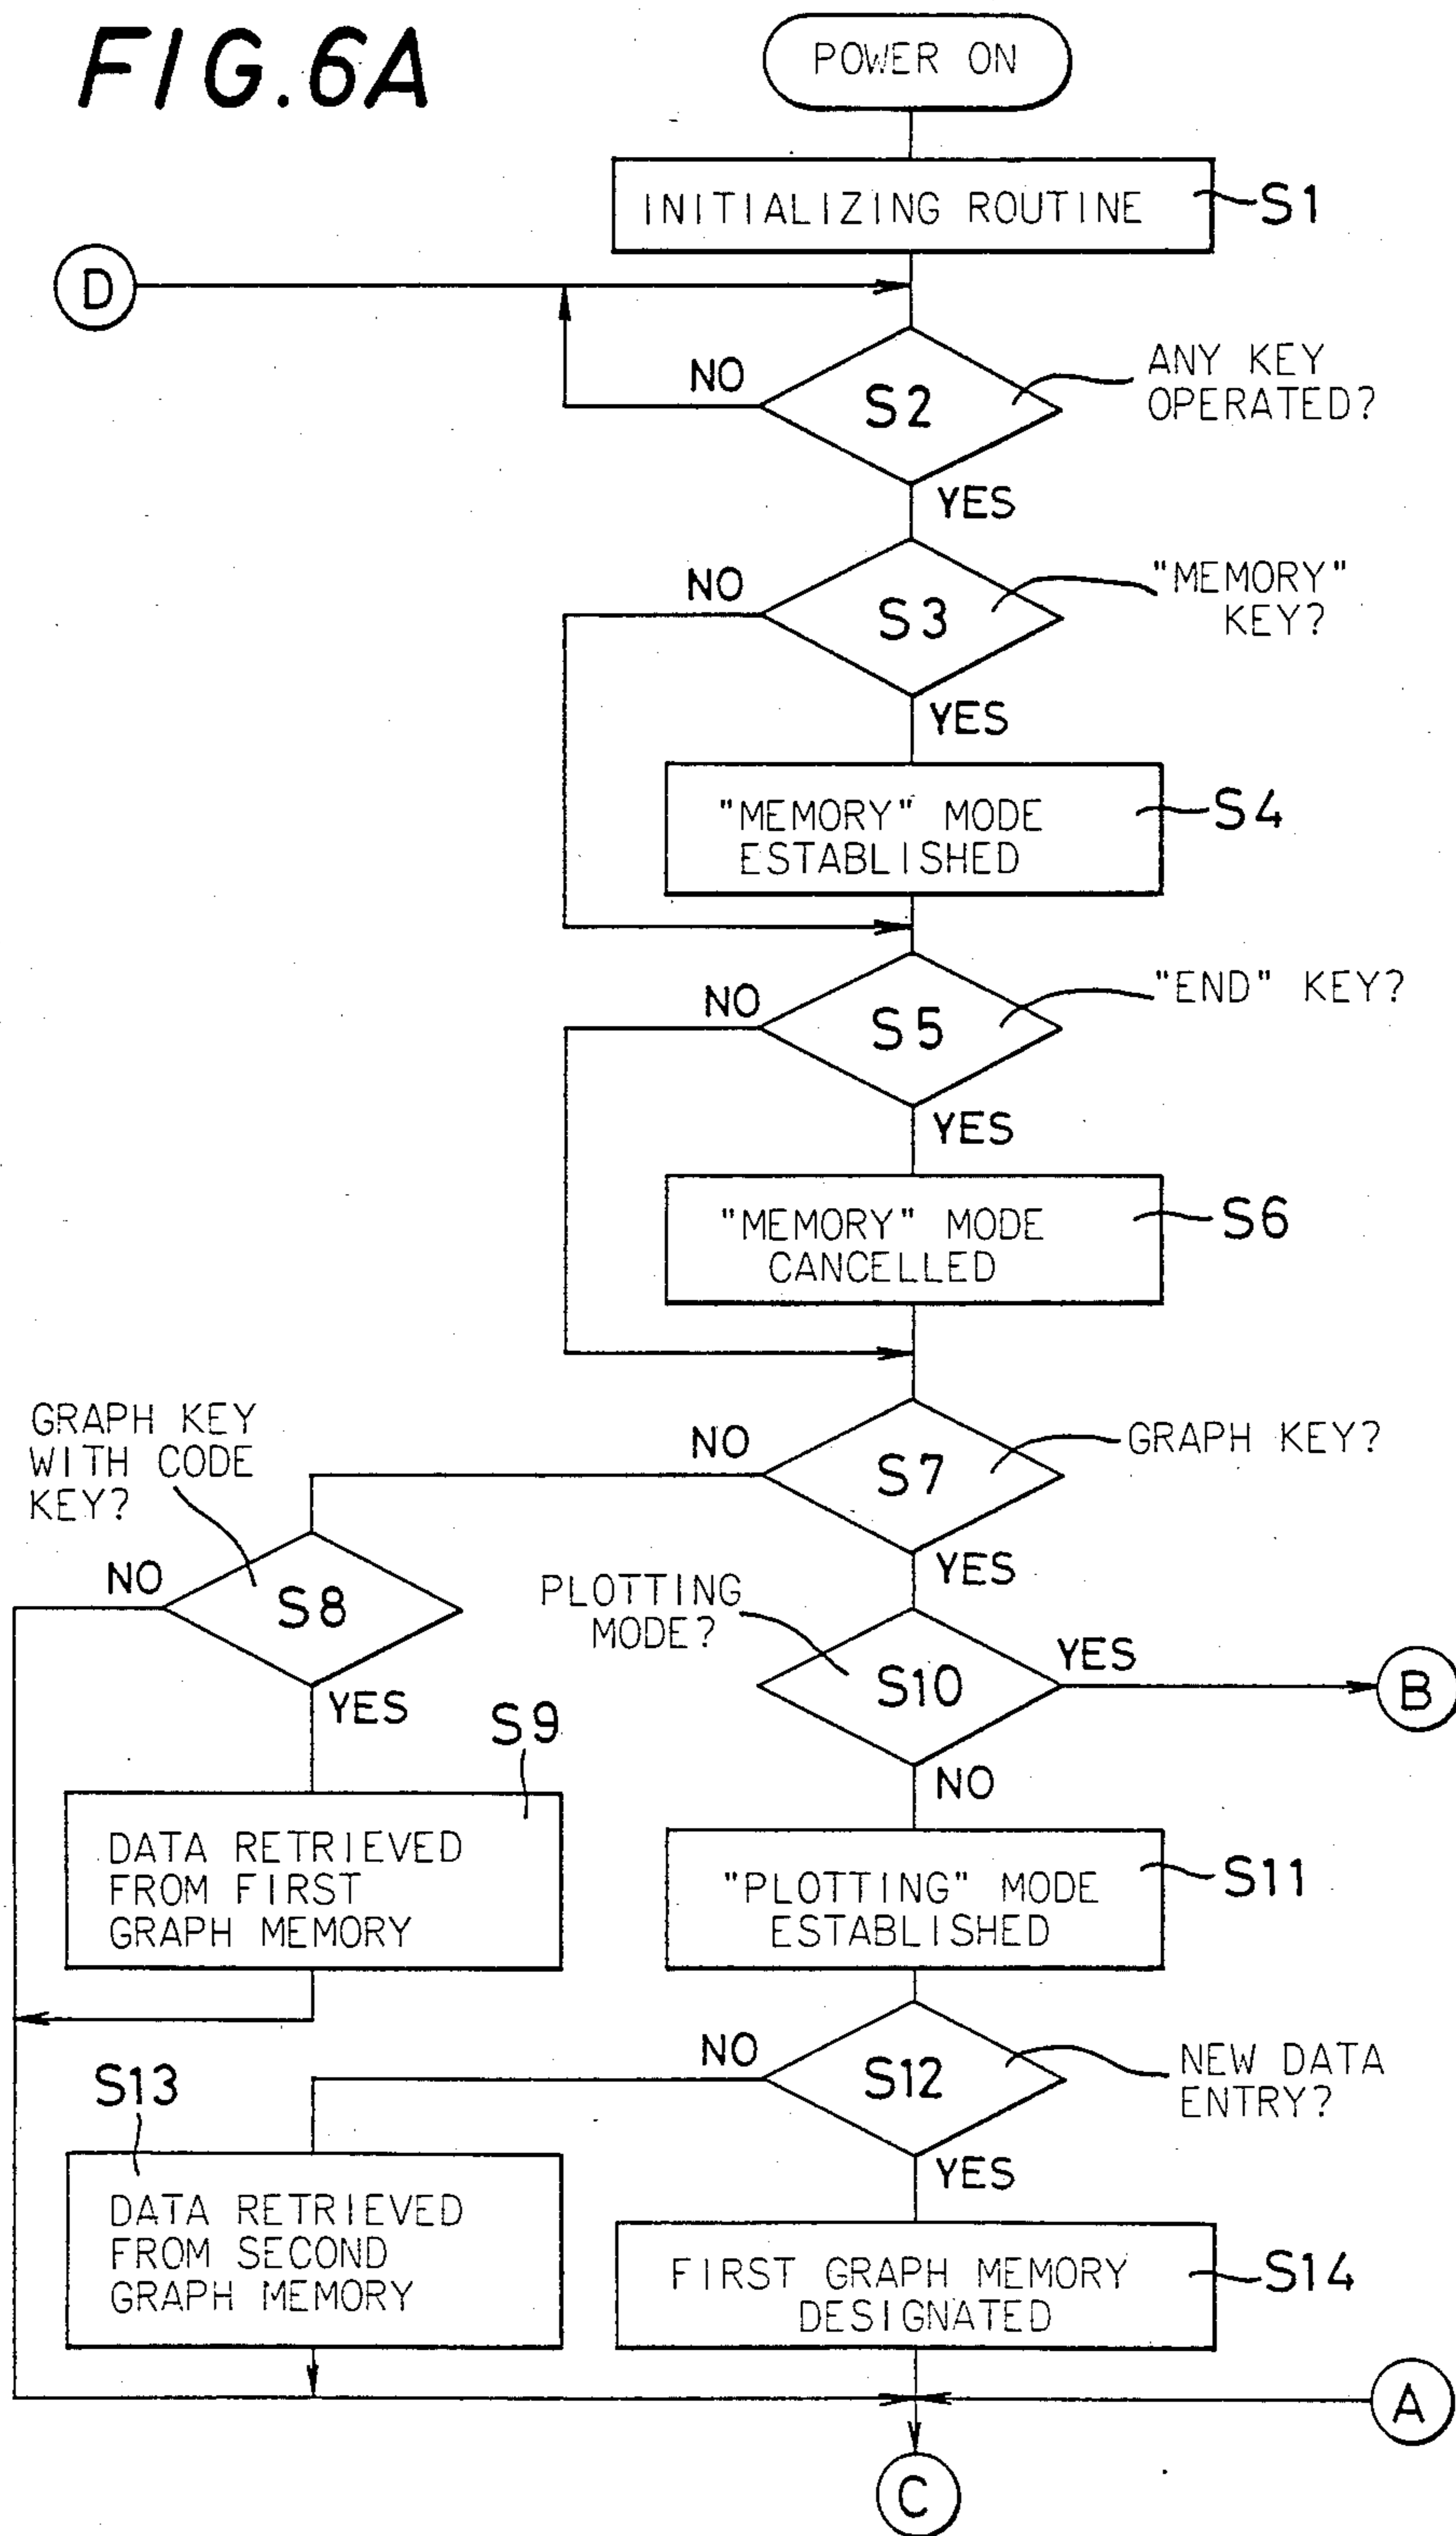 FIG.6A
POWER ON
INITIALIZING ROUTINE
S1
D
NO
S2
ANY KEY
OPERATED?
YES
NO
S3
"MEMORY"
KEY?
YES
"MEMORY" MODE
ESTABLISHED
S4
NO
S5
"END" KEY?
YES
"MEMORY" MODE
CANCELLED
S6
GRAPH KEY
WITH CODE
KEY?
NO
S7
GRAPH KEY?
YES
NO
S8
YES
PLOTTING
MODE?
S10
YES
B
NO
S9
DATA RETRIEVED
FROM FIRST
GRAPH MEMORY
"PLOTTING" MODE
ESTABLISHED
S11
NO
S12
NEW DATA
ENTRY?
YES
S13
DATA RETRIEVED
FROM SECOND
GRAPH MEMORY
FIRST GRAPH MEMORY
DESIGNATED
S14
A
C